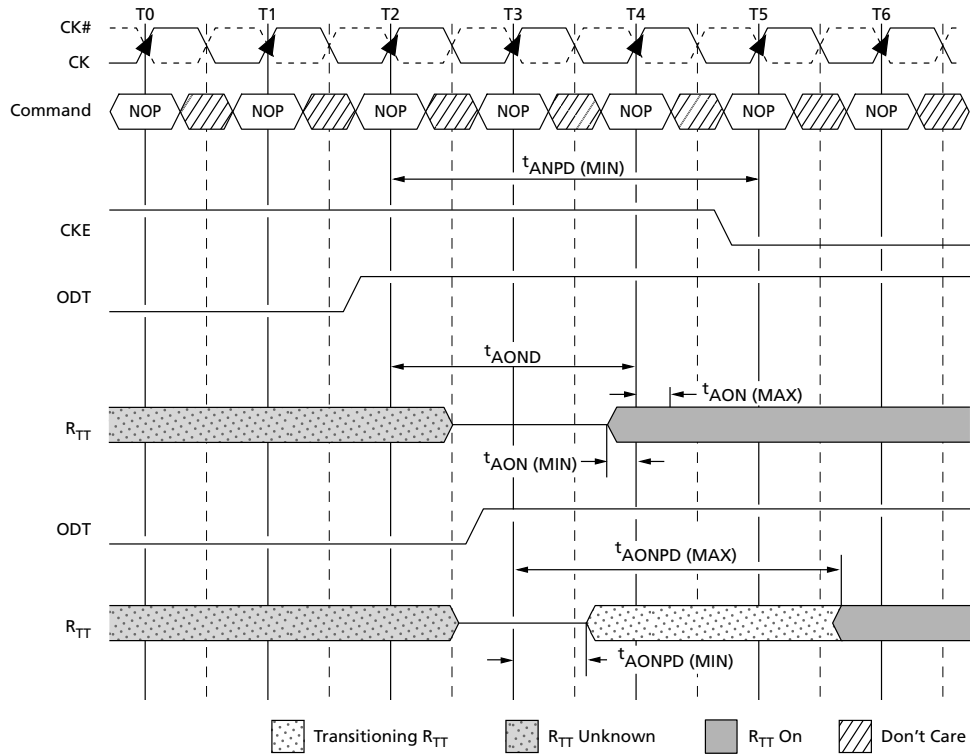 T0 T1 T2 T3 T4 T5 T6
CK#
CK
Command NOP NOP NOP NOP NOP NOP NOP
tANPD (MIN)
CKE
ODT
tAOND
tAON (MAX)
RTT
tAON (MIN)
ODT
tAONPD (MAX)
RTT
tAONPD (MIN)
Transitioning RTT RTT Unknown RTT On Don't Care